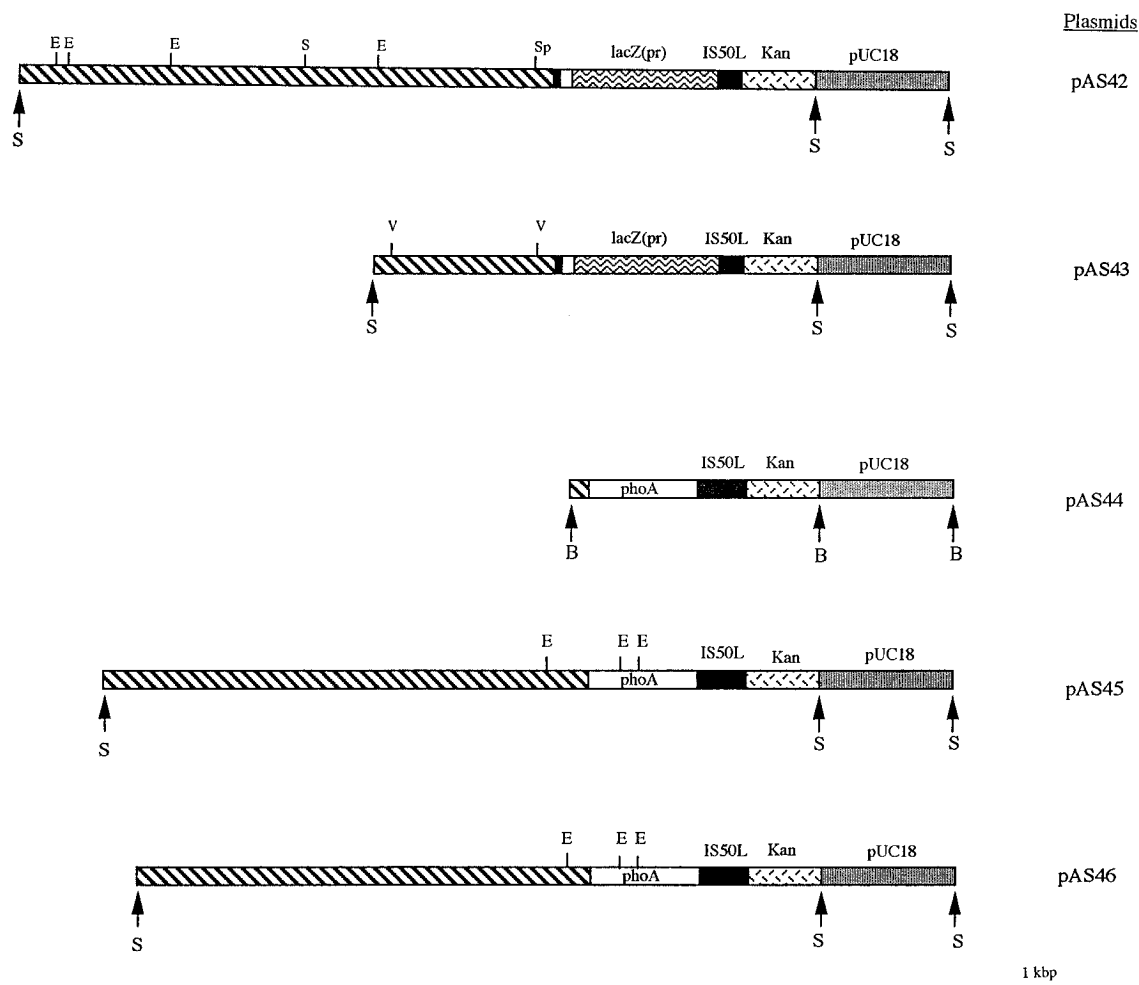 Plasmids
E E E S E Sp lacZ(pr) IS50L Kan pUC18
pAS42
S S S
V V lacZ(pr) IS50L Kan pUC18
pAS43
S S S
IS50L Kan pUC18
phoA
pAS44
B B B
E E E IS50L Kan pUC18
phoA
pAS45
S S S
E E E IS50L Kan pUC18
phoA
pAS46
S S S
1 kbp